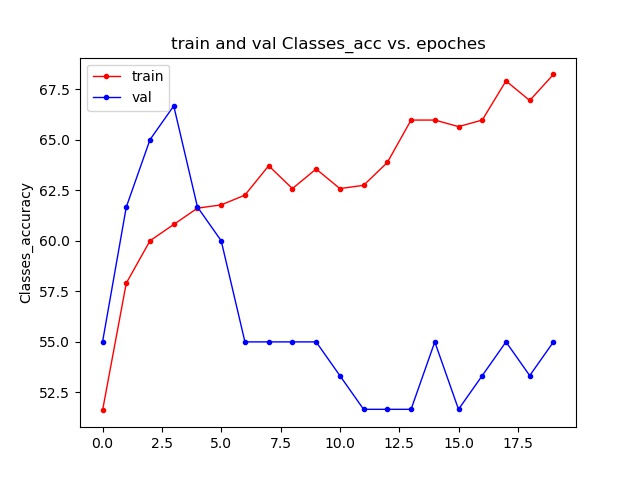 train and val Classes_acc vs. epoches
train
val
67.5
65.0
62.5
60.0
57.5
55.0
52.5
Classes_accuracy
0.0 2.5 5.0 7.5 10.0 12.5 15.0 17.5